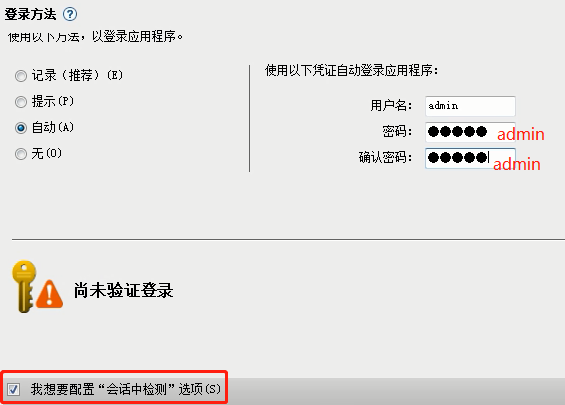 登录方法 ?
使用以下方法，以登录应用程序。
记录（推荐）(E)
提示(P)
自动(A)
无(O)
使用以下凭证自动登录应用程序：
用户名： admin
密码： ●●●●● admin
确认密码： ●●●●● admin
尚未验证登录
我想要配置“会话中检测”选项(S)